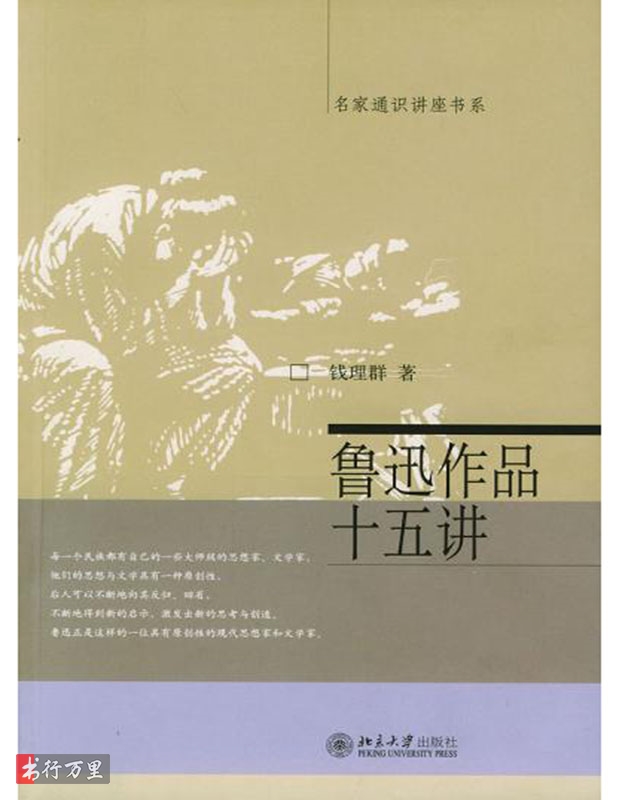 名家通识讲座书系
钱理群 著
鲁迅作品
十五讲
每一个民族都有自己的一些大师级的思想家、文学家，
他们的思想与文学具有一种原创性。
后人可以不断地向其反归、回省，
不断地得到新的启示，激发出新的思考与创造。
鲁迅正是这样的一位具有原创性的现代思想家和文学家。
北京大学出版社
PEKING UNIVERSITY PRESS
书行万里